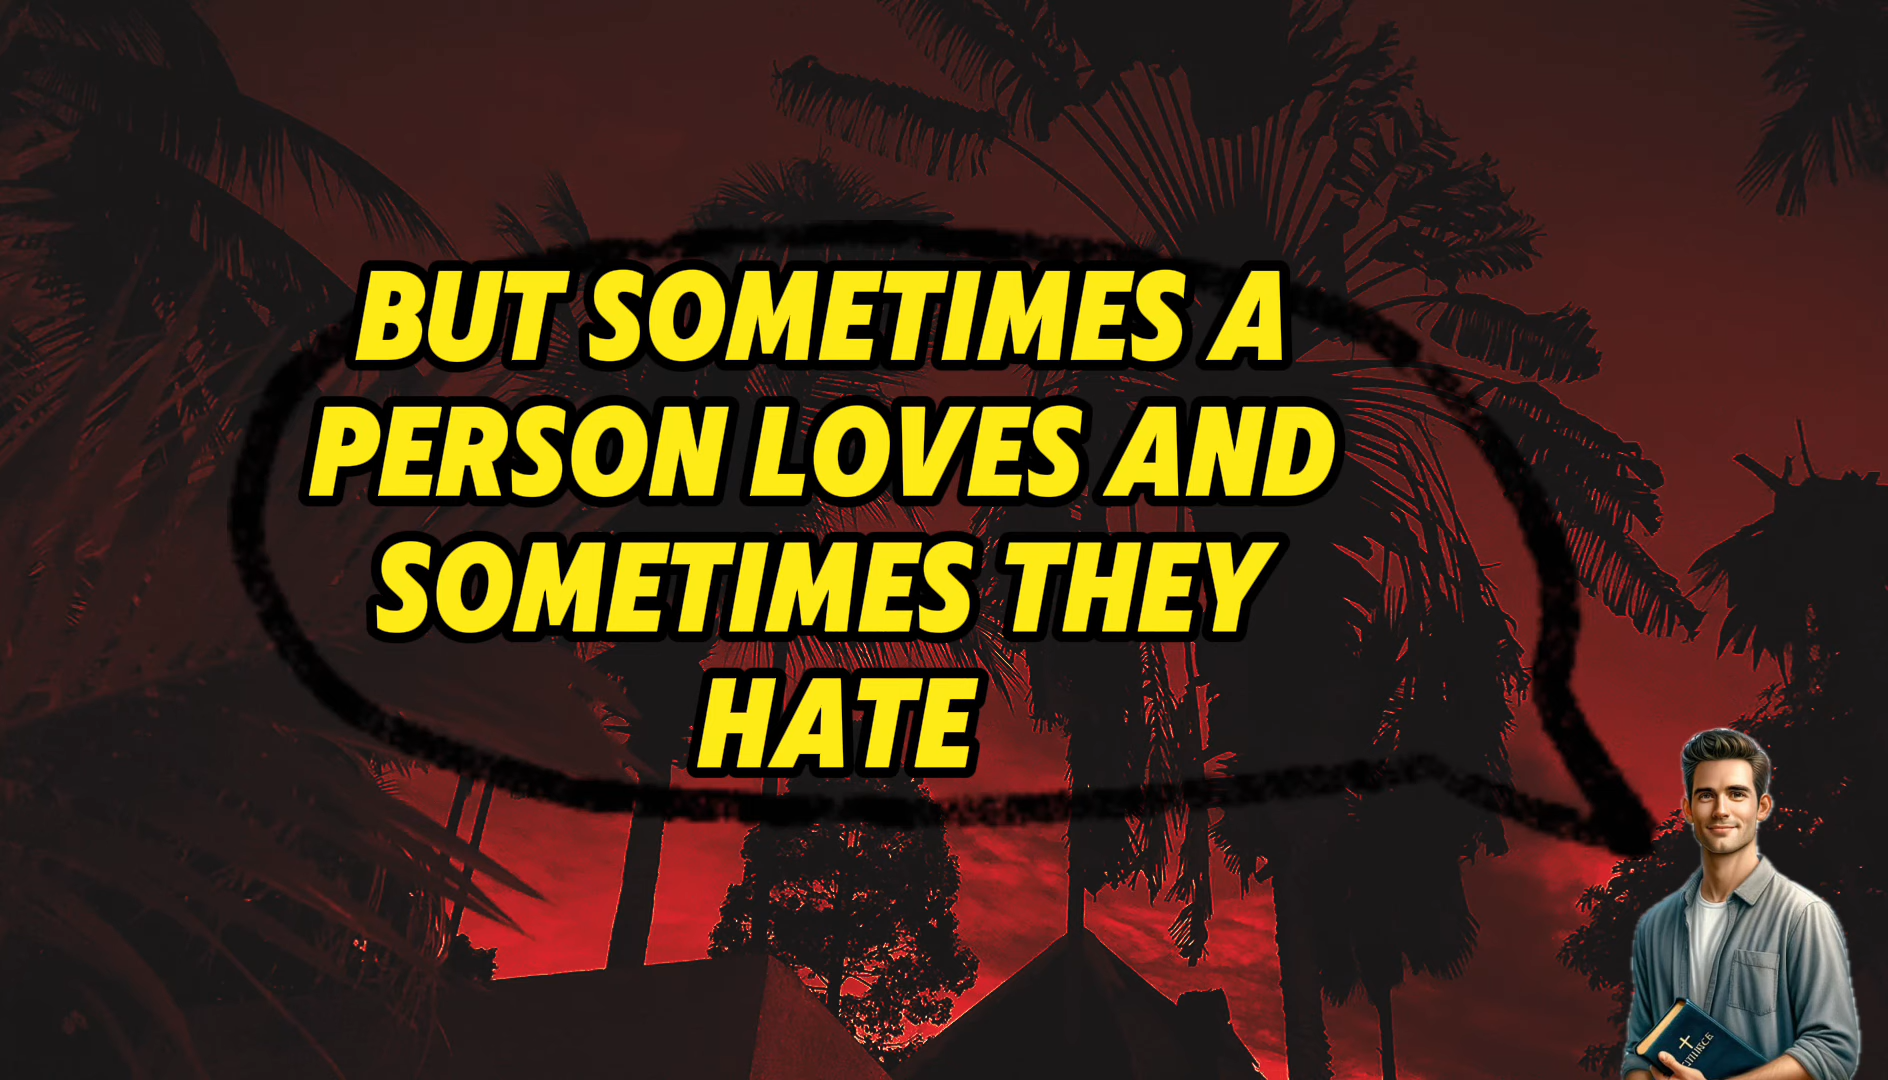 BUT SOMETIMES A
PERSON LOVES AND
SOMETIMES THEY
HATE